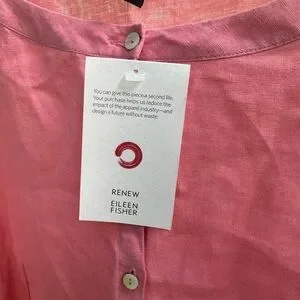 You can give this piece a second life.
Your purchase helps us reduce the
impact of the apparel industry—and
design a future without waste.
RENEW
EILEEN
FISHER